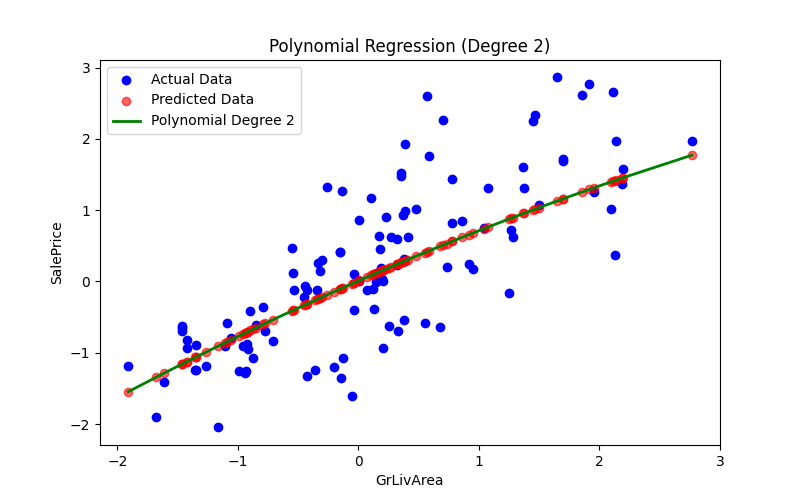 Polynomial Regression (Degree 2)
Actual Data
Predicted Data
Polynomial Degree 2
3
2
1
0
−1
−2
SalePrice
−2
−1
0
1
2
3
GrLivArea